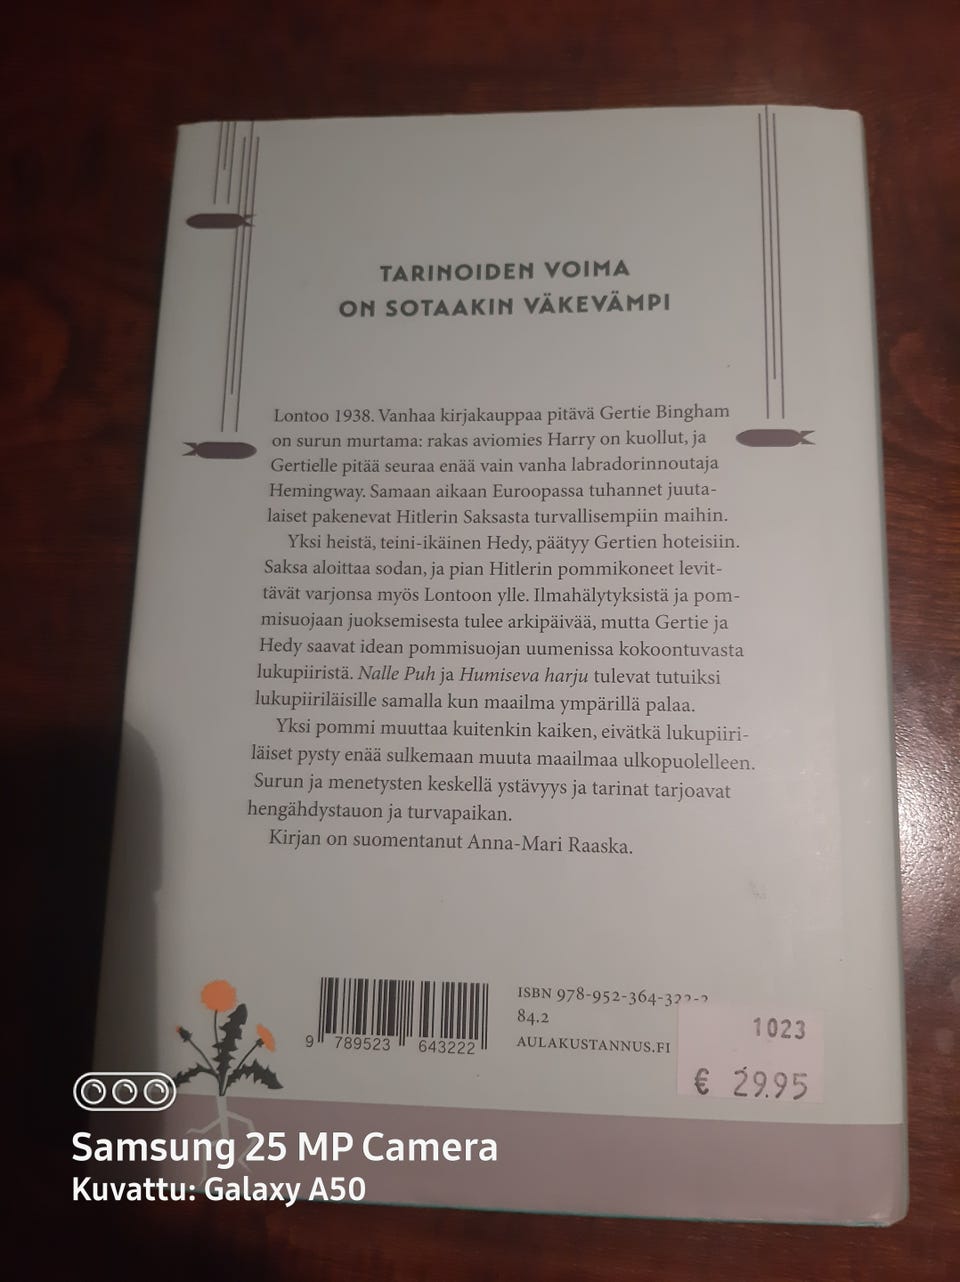 TARINOIDEN VOIMA
ON SOTAAKIN VÄKEVÄMPI
Lontoo 1938. Vanhaa kirjakauppaa pitävä Gertie Bingham
on surun murtama: rakas aviomies Harry on kuollut, ja
Gertielle pitää seuraa enää vain vanha labradorinnoutaja
Hemingway. Samaan aikaan Euroopassa tuhannet juuta-
laiset pakenevat Hitlerin Saksasta turvallisempiin maihin.
Yksi heistä, teini-ikäinen Hedy, päätyy Gertien hoteisiin.
Saksa aloittaa sodan, ja pian Hitlerin pommikoneet levit-
tävät varjonsa myös Lontoon ylle. Ilmahälytyksistä ja pom-
misuojaan juoksemisesta tulee arkipäivää, mutta Gertie ja
Hedy saavat idean pommisuojan uumenissa kokoontuvasta
lukupiiristä. Nalle Puh ja Humiseva harju tulevat tutuiksi
lukupiiriläisille samalla kun maailma ympärillä palaa.
Yksi pommi muuttaa kuitenkin kaiken, eivätkä lukupiiri-
läiset pysty enää sulkemaan muuta maailmaa ulkopuolelleen.
Surun ja menetysten keskellä ystävyys ja tarinat tarjoavat
hengähdystauon ja turvapaikan.
Kirjan on suomentanut Anna-Mari Raaska.
ISBN 978-952-364-322-2
84.2
AULAKUSTANNUS.FI
9 789523 643222
1023
€ 29.95
Samsung 25 MP Camera
Kuvattu: Galaxy A50